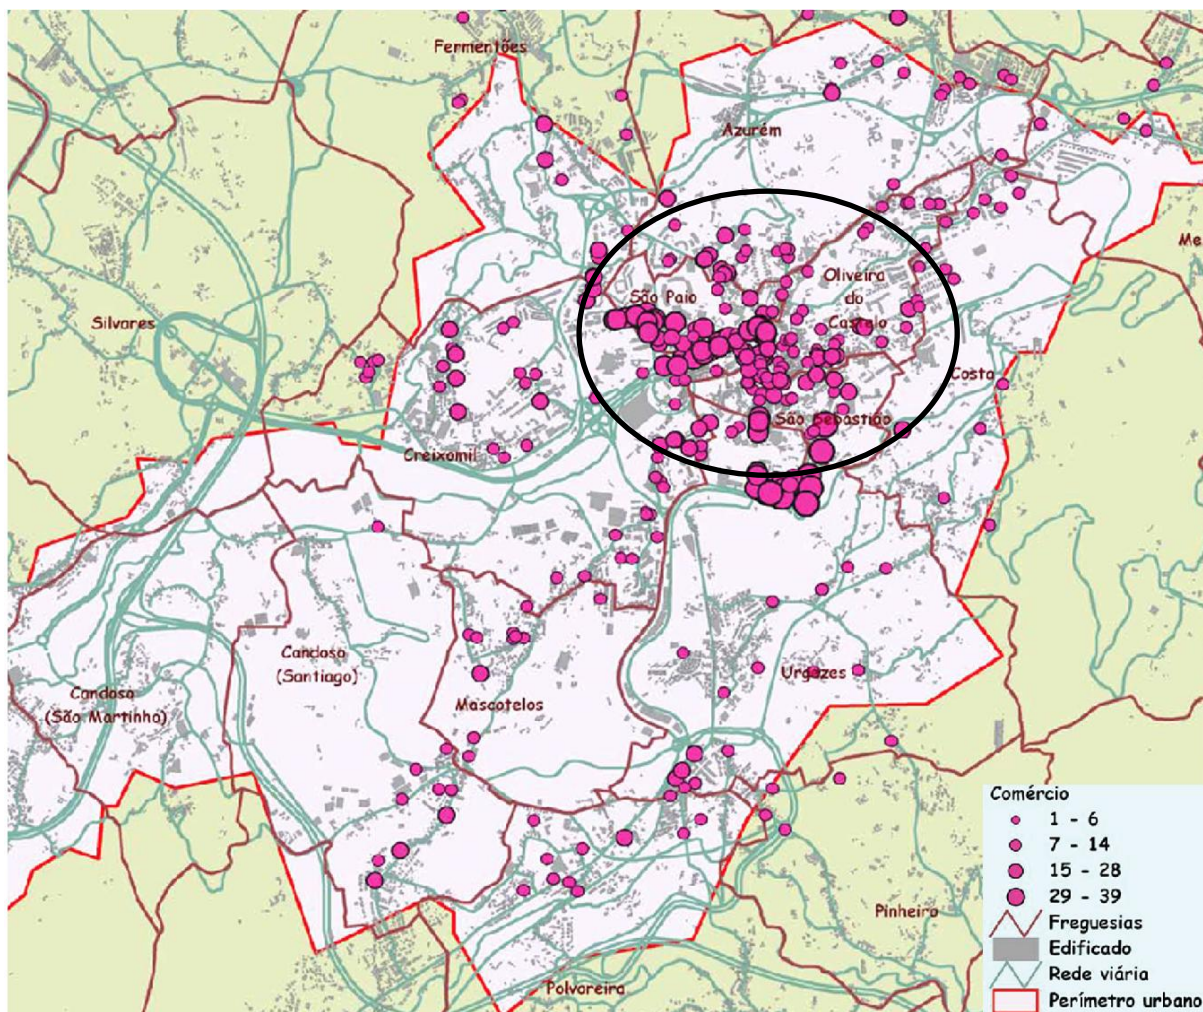 Fermentões
Azurém
Me
Oliveira
do
Castelo
São Paio
Silvares
Costa
São Sebastião
Creixomil
Candoso
(Santiago)
Urgezes
Candoso
(São Martinho)
Mascotelos
Pinheiro
Polvoreira
Comércio
1 - 6
7 - 14
15 - 28
29 - 39
Freguesias
Edificado
Rede viária
Perímetro urbano